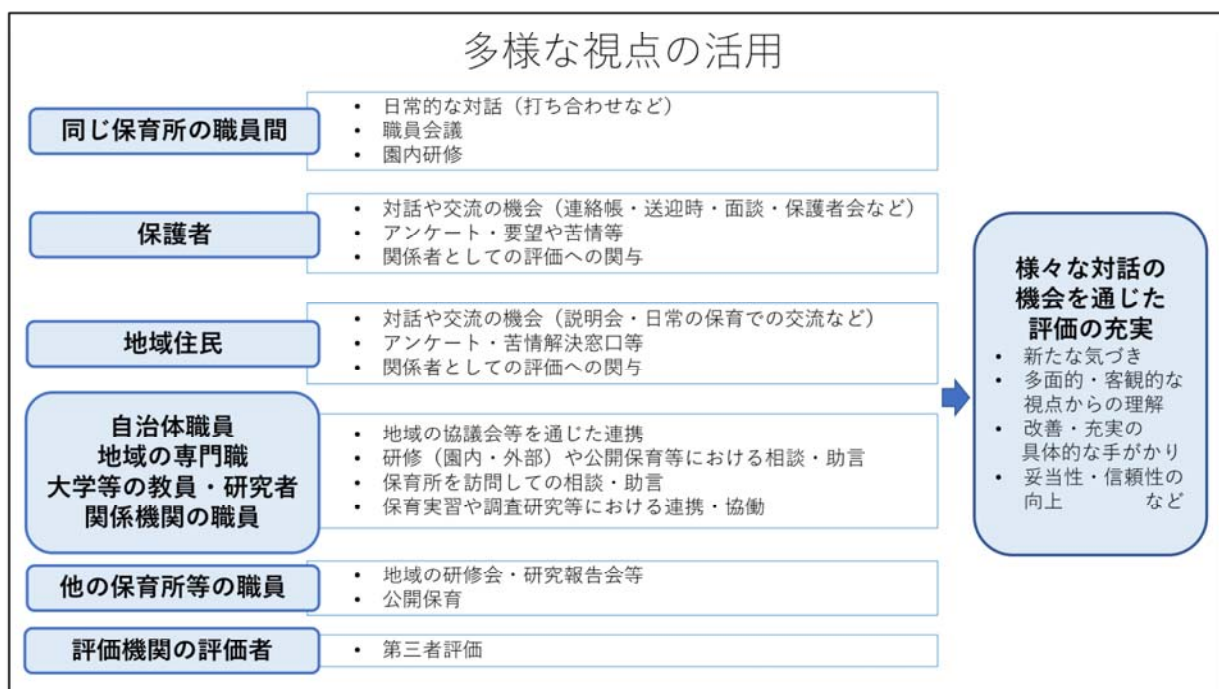 多様な視点の活用
同じ保育所の職員間
• 日常的な対話（打ち合わせなど）
• 職員会議
• 園内研修
保護者
• 対話や交流の機会（連絡帳・送迎時・面談・保護者会など）
• アンケート・要望や苦情等
• 関係者としての評価への関与
地域住民
• 対話や交流の機会（説明会・日常の保育での交流など）
• アンケート・苦情解決窓口等
• 関係者としての評価への関与
自治体職員
地域の専門職
大学等の教員・研究者
関係機関の職員
• 地域の協議会等を通じた連携
• 研修（園内・外部）や公開保育等における相談・助言
• 保育所を訪問しての相談・助言
• 保育実習や調査研究等における連携・協働
他の保育所等の職員
• 地域の研修会・研究報告会等
• 公開保育
評価機関の評価者
• 第三者評価
様々な対話の
機会を通じた
評価の充実
• 新たな気づき
• 多面的・客観的な
視点からの理解
• 改善・充実の
具体的な手がかり
• 妥当性・信頼性の
向上 など